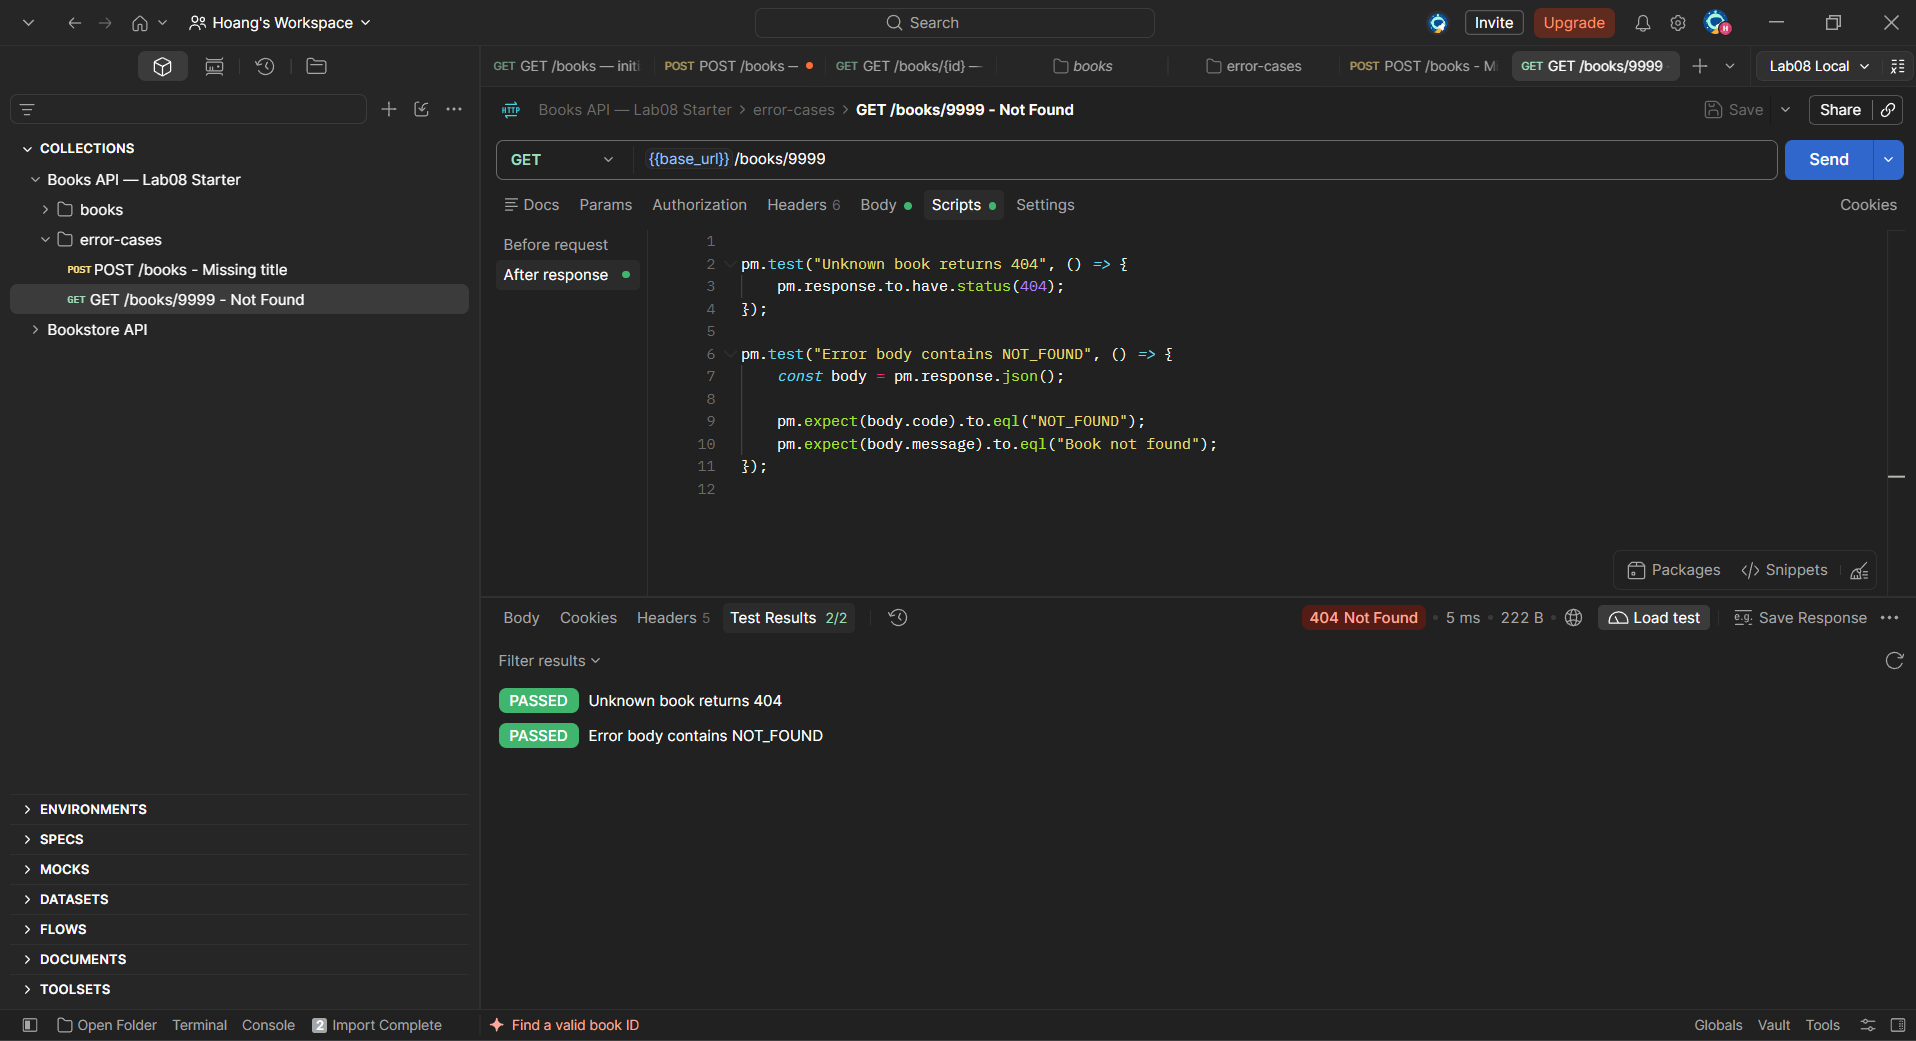 Hoang's Workspace
Search
Invite
Upgrade
H
GET GET /books — initi
POST POST /books —
GET GET /books/{id} —
books
error-cases
POST POST /books - Mi
GET GET /books/9999
Lab08 Local
HTTP
Books API — Lab08 Starter > error-cases > GET /books/9999 - Not Found
Save
Share
COLLECTIONS
Books API — Lab08 Starter
books
error-cases
POST POST /books - Missing title
GET GET /books/9999 - Not Found
Bookstore API
GET
{{base_url}} /books/9999
Send
Docs
Params
Authorization
Headers 6
Body
Scripts
Settings
Cookies
Before request
After response
1
2 pm.test("Unknown book returns 404", () => {
3 pm.response.to.have.status(404);
4 });
5
6 pm.test("Error body contains NOT_FOUND", () => {
7 const body = pm.response.json();
8
9 pm.expect(body.code).to.eql("NOT_FOUND");
10 pm.expect(body.message).to.eql("Book not found");
11 });
12
Packages
</> Snippets
Body
Cookies
Headers 5
Test Results 2/2
404 Not Found • 5 ms • 222 B
Load test
e.g. Save Response
Filter results
PASSED Unknown book returns 404
PASSED Error body contains NOT_FOUND
ENVIRONMENTS
SPECS
MOCKS
DATASETS
FLOWS
DOCUMENTS
TOOLSETS
Open Folder
Terminal
Console
2 Import Complete
Find a valid book ID
Globals
Vault
Tools